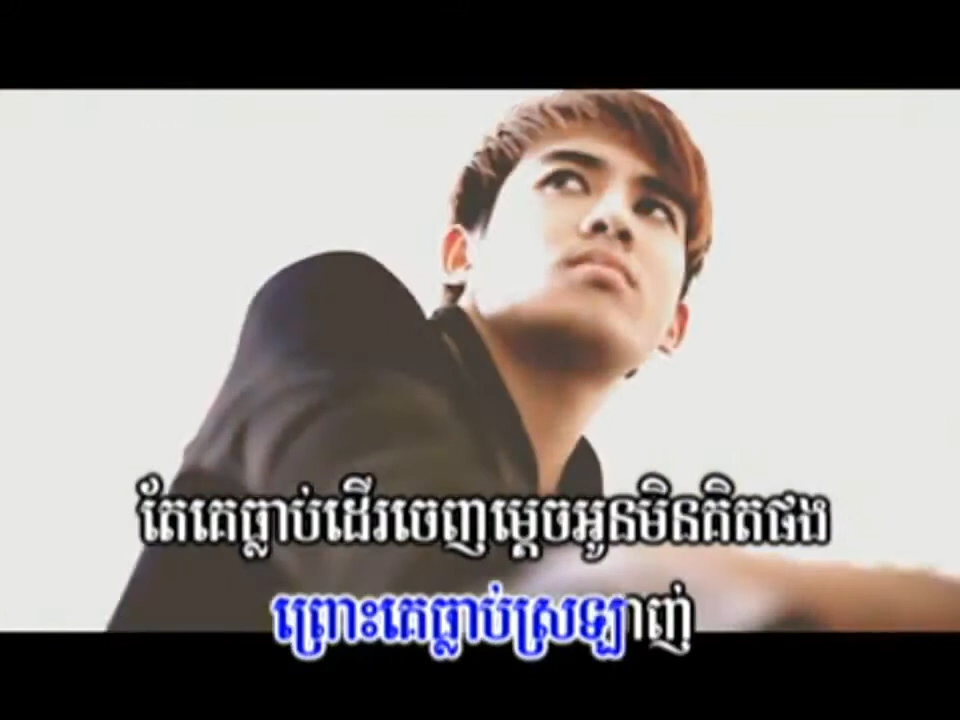 តែគេធ្លាប់ដើរចេញម្ដេចអូនមិនគិតផង
ព្រោះគេធ្លាប់ស្រឡាញ់